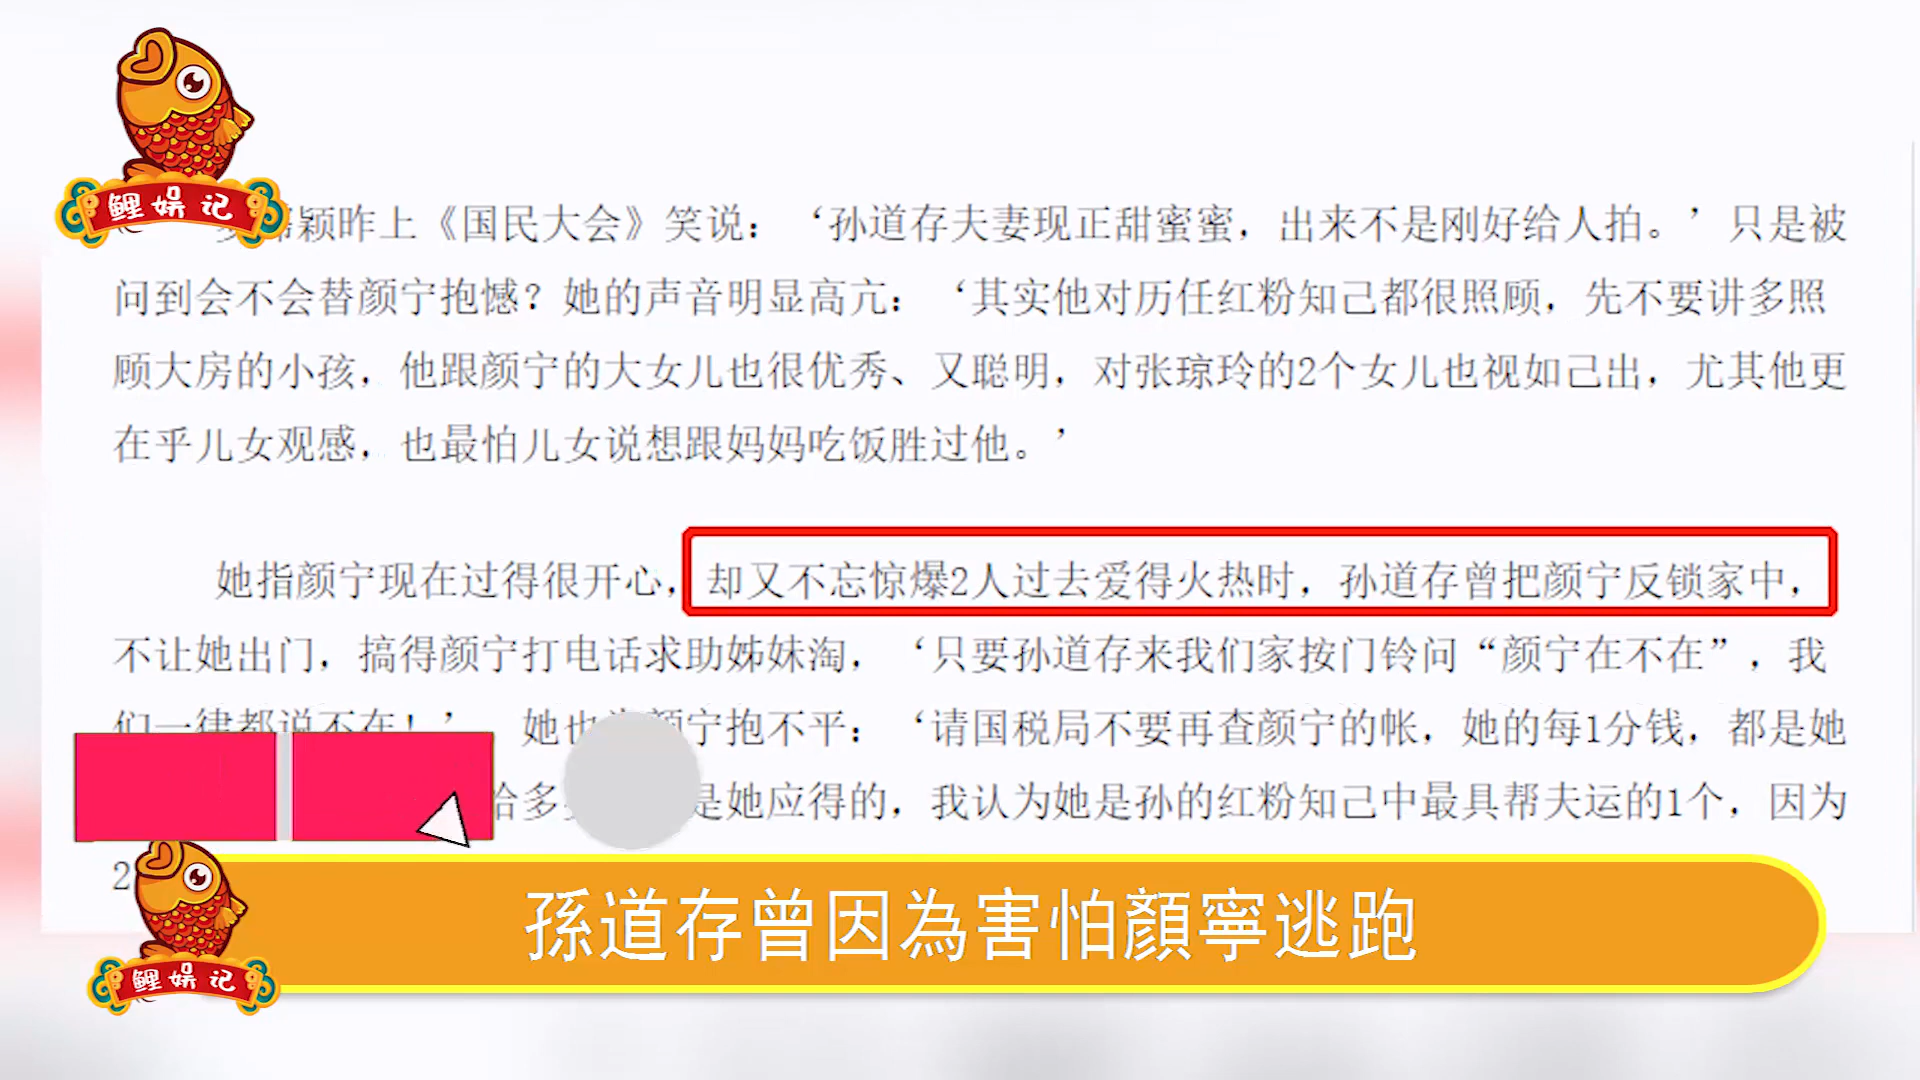 鲤娱记
颖昨上《国民大会》笑说：‘孙道存夫妻现正甜蜜蜜，出来不是刚好给人拍。’只是被
问到会不会替颜宁抱憾？她的声音明显高亢：‘其实他对历任红粉知己都很照顾，先不要讲多照
顾大房的小孩，他跟颜宁的大女儿也很优秀、又聪明，对张琼玲的2个女儿也视如己出，尤其他更
在乎儿女观感，也最怕儿女说想跟妈妈吃饭胜过他。’
她指颜宁现在过得很开心，却又不忘惊爆2人过去爱得火热时，孙道存曾把颜宁反锁家中，
不让她出门，搞得颜宁打电话求助姊妹淘，‘只要孙道存来我们家按门铃问“颜宁在不在”，我
们一律都说不在！’她也为颜宁抱不平：‘请国税局不要再查颜宁的帐，她的每1分钱，都是她
给多 是她应得的，我认为她是孙的红粉知己中最具帮夫运的1个，因为
2
孫道存曾因為害怕顏寧逃跑
鲤娱记